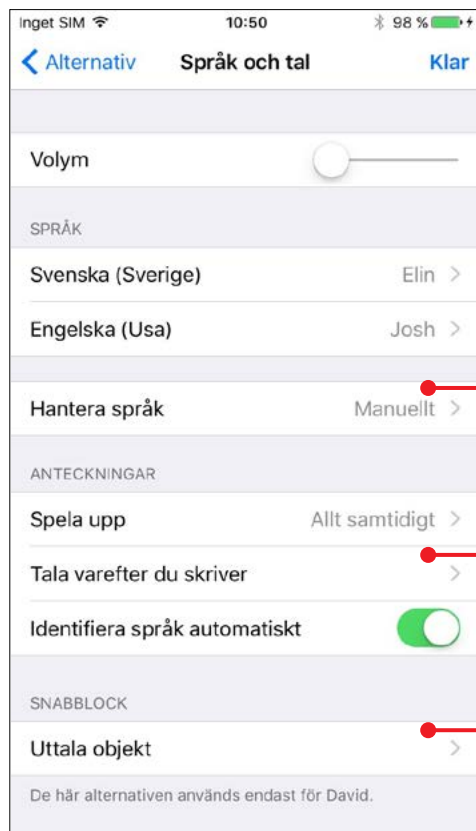 Inget SIM 10:50 98 %
Alternativ Språk och tal Klar
Volym
SPRÅK
Svenska (Sverige) Elin
Engelska (Usa) Josh
Hantera språk Manuellt
ANTECKNINGAR
Spela upp Allt samtidigt
Tala varefter du skriver
Identifiera språk automatiskt
SNABBLOCK
Uttala objekt
De här alternativen används endast för David.